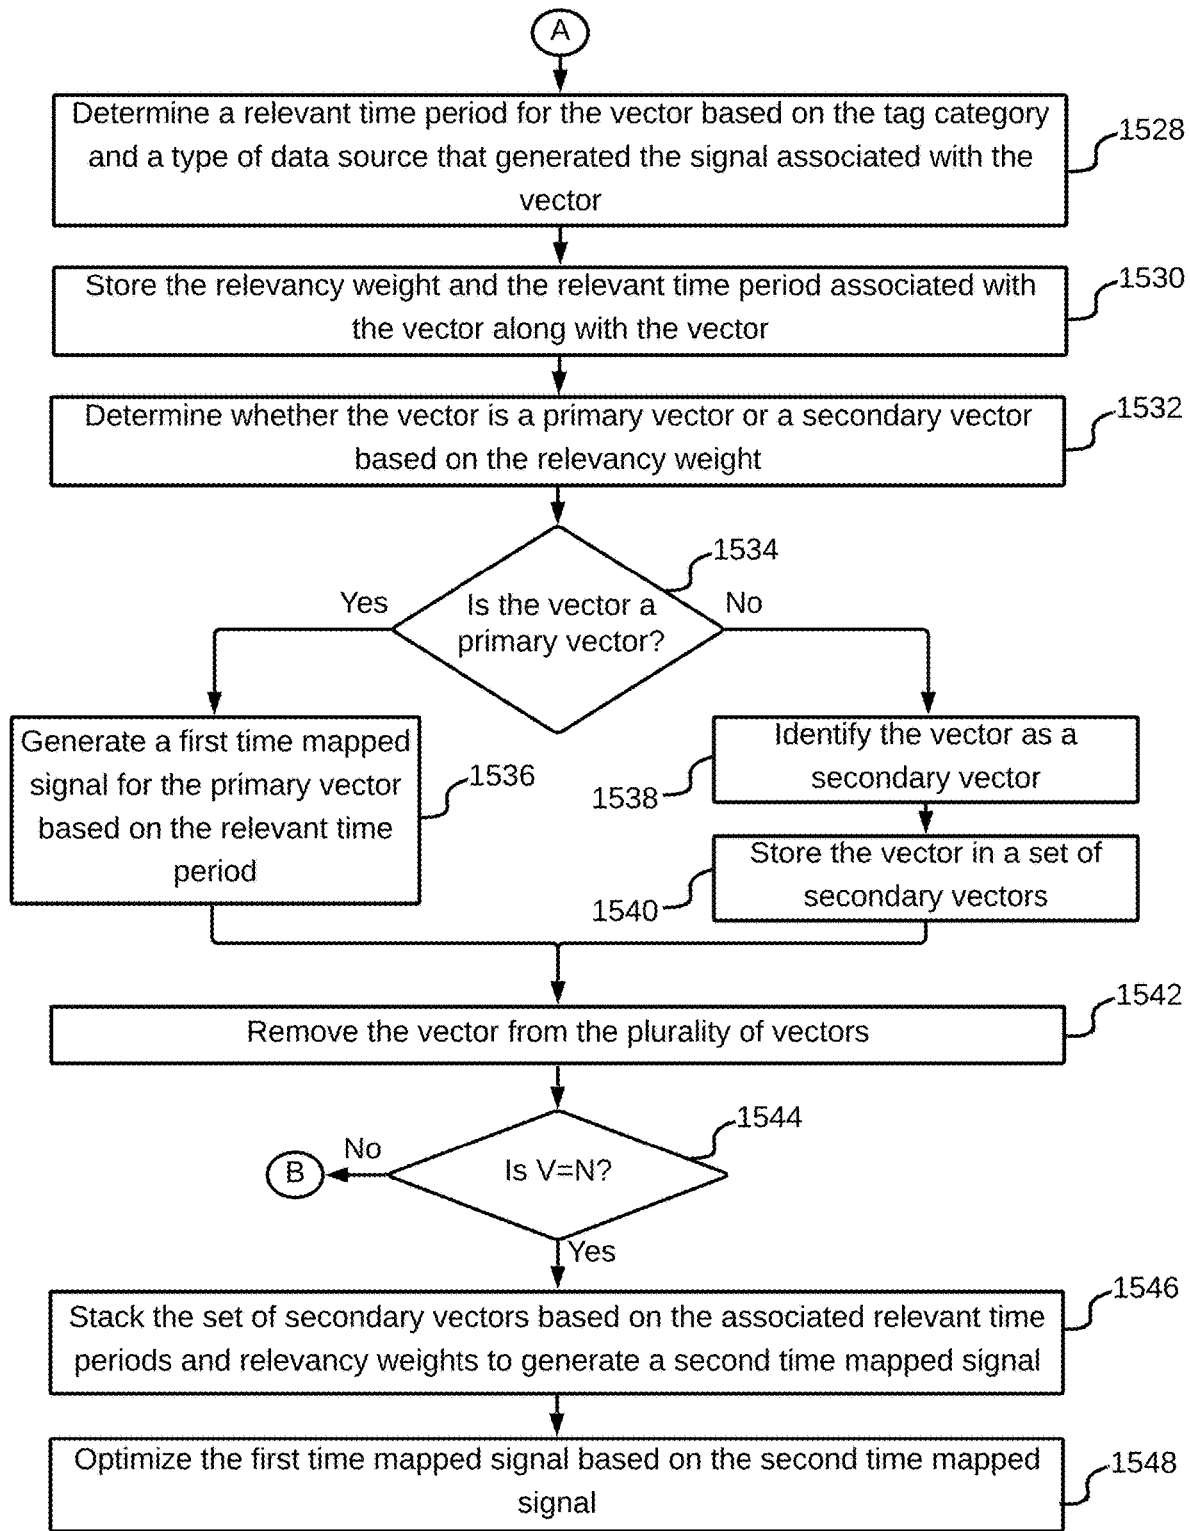 A
Determine a relevant time period for the vector based on the tag category
and a type of data source that generated the signal associated with the
vector
1528
Store the relevancy weight and the relevant time period associated with
the vector along with the vector
1530
Determine whether the vector is a primary vector or a secondary vector
based on the relevancy weight
1532
1534
Yes
Is the vector a
primary vector?
No
Generate a first time mapped
signal for the primary vector
based on the relevant time
period
1536
Identify the vector as a
secondary vector
1538
Store the vector in a set of
secondary vectors
1540
Remove the vector from the plurality of vectors
1542
1544
Is V=N?
No
B
Yes
Stack the set of secondary vectors based on the associated relevant time
periods and relevancy weights to generate a second time mapped signal
1546
Optimize the first time mapped signal based on the second time mapped
signal
1548